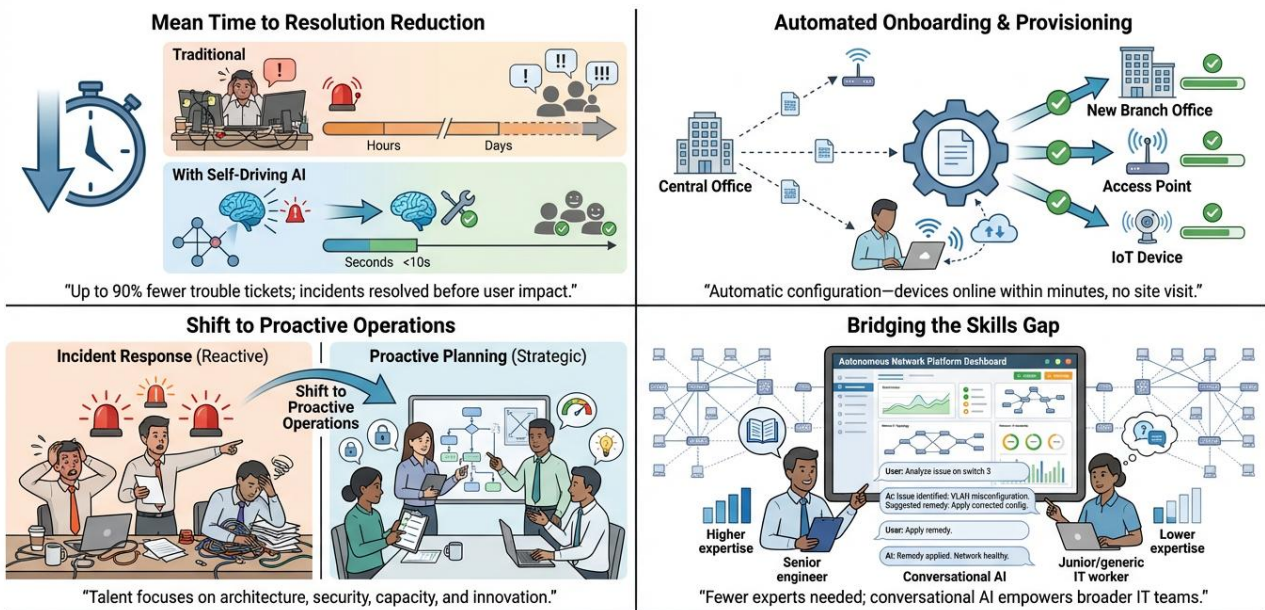 Mean Time to Resolution Reduction
Traditional
!
!
!!
!!!
Hours
Days
With Self-Driving AI
!
Seconds
<10s
"Up to 90% fewer trouble tickets; incidents resolved before user impact."
Automated Onboarding & Provisioning
Central Office
New Branch Office
Access Point
IoT Device
"Automatic configuration—devices online within minutes, no site visit."
Shift to Proactive Operations
Incident Response (Reactive)
Proactive Planning (Strategic)
Shift to
Proactive
Operations
"Talent focuses on architecture, security, capacity, and innovation."
Bridging the Skills Gap
Autonomous Network Platform Dashboard
User: Analyze issue on switch 3
Ac Issue identified: VLAN misconfiguration.
Suggested remedy: Apply corrected config.
User: Apply remedy.
AI: Remedy applied. Network healthy.
?
Higher
expertise
Senior
engineer
Conversational AI
Junior/generic
IT worker
Lower
expertise
"Fewer experts needed; conversational AI empowers broader IT teams."